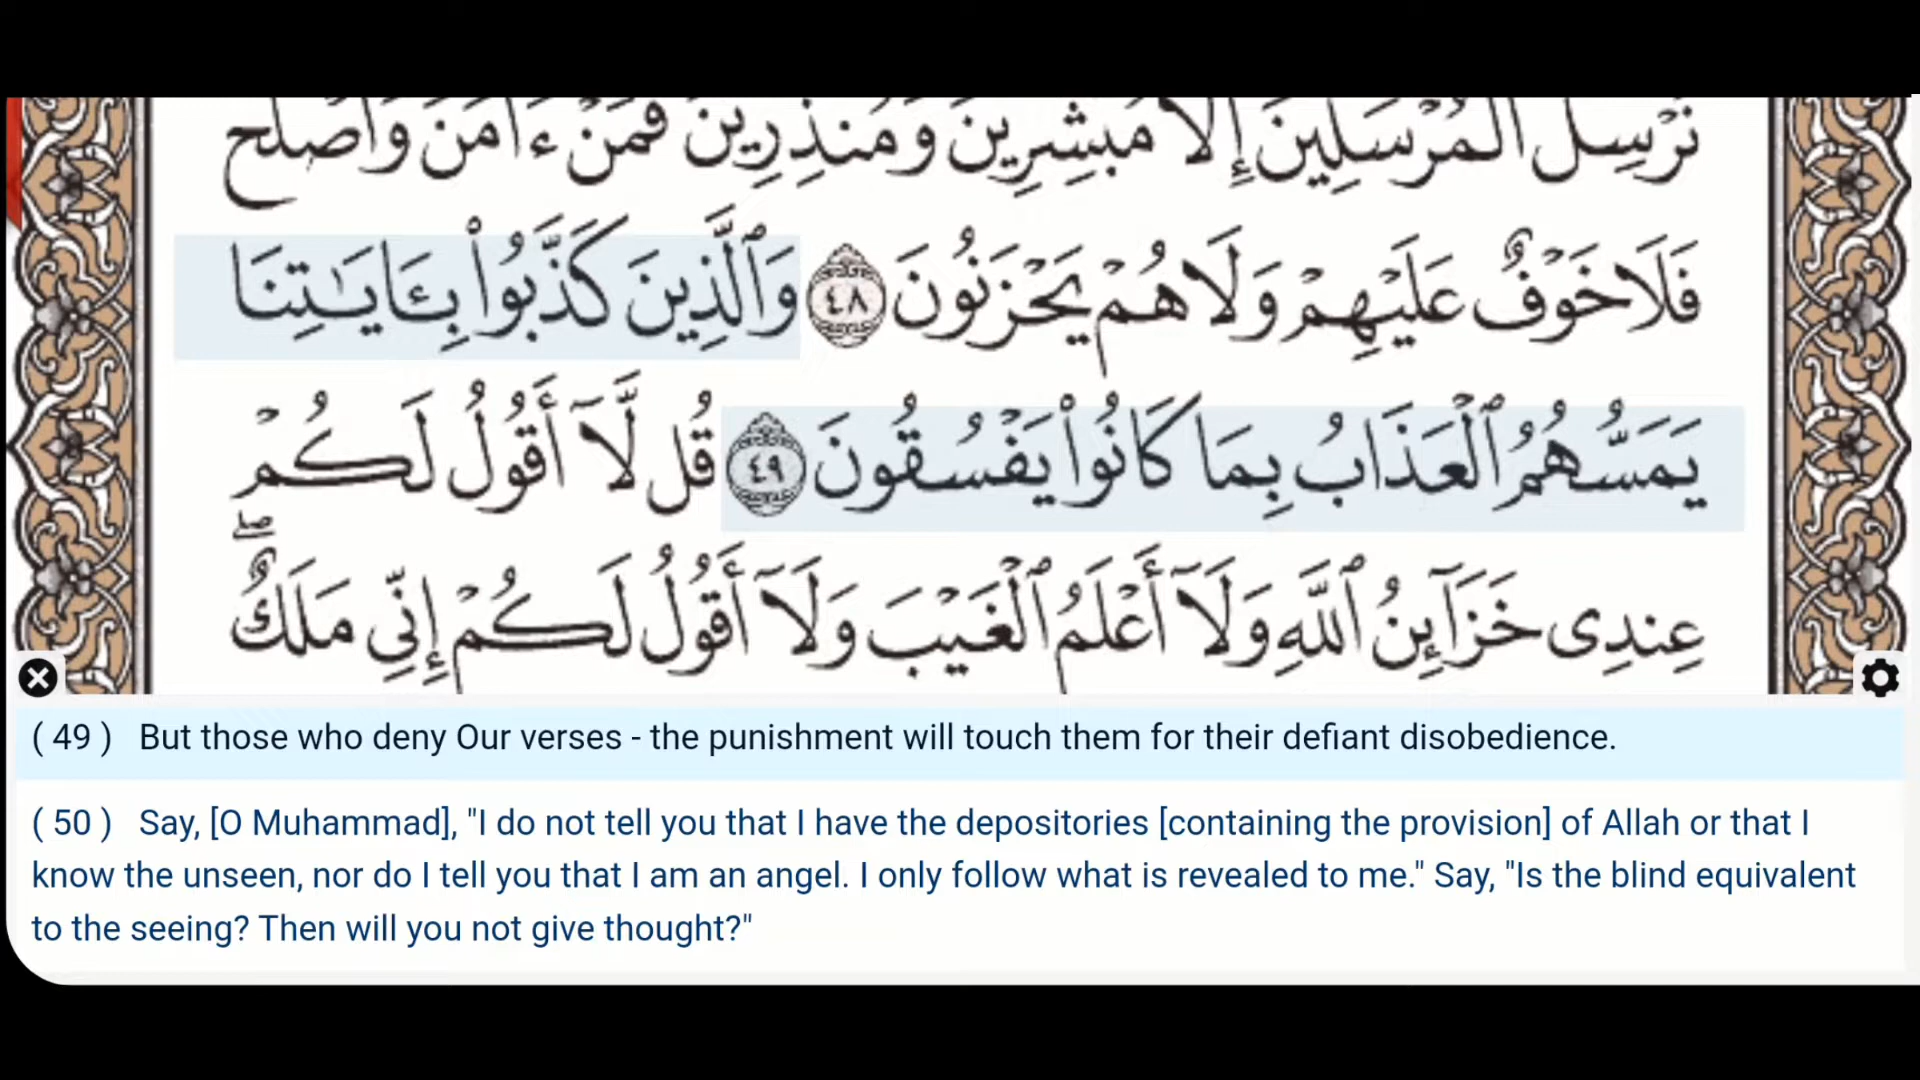 نُرْسِلُ ٱلْمُرْسَلِينَ إِلَّا مُبَشِّرِينَ وَمُنذِرِينَ فَمَنْ ءَامَنَ وَأَصْلَحَ
فَلَا خَوْفٌ عَلَيْهِمْ وَلَا هُمْ يَحْزَنُونَ ٤٨ وَٱلَّذِينَ كَذَّبُوا۟ بِـَٔايَـٰتِنَا
يَمَسُّهُمُ ٱلْعَذَابُ بِمَا كَانُوا۟ يَفْسُقُونَ ٤٩ قُل لَّآ أَقُولُ لَكُمْ
عِندِى خَزَآئِنُ ٱللَّهِ وَلَآ أَعْلَمُ ٱلْغَيْبَ وَلَآ أَقُولُ لَكُمْ إِنِّى مَلَكٌ ۖ
( 49 ) But those who deny Our verses - the punishment will touch them for their defiant disobedience.
( 50 ) Say, [O Muhammad], "I do not tell you that I have the depositories [containing the provision] of Allah or that I
know the unseen, nor do I tell you that I am an angel. I only follow what is revealed to me." Say, "Is the blind equivalent
to the seeing? Then will you not give thought?"